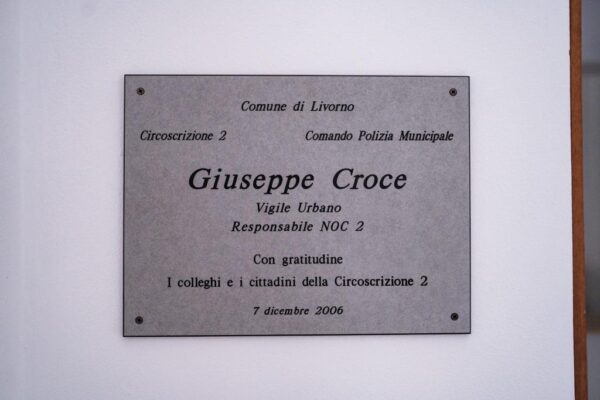 Comune di Livorno
Circoscrizione 2 Comando Polizia Municipale
Giuseppe Croce
Vigile Urbano
Responsabile NOC 2
Con gratitudine
I colleghi e i cittadini della Circoscrizione 2
7 dicembre 2006